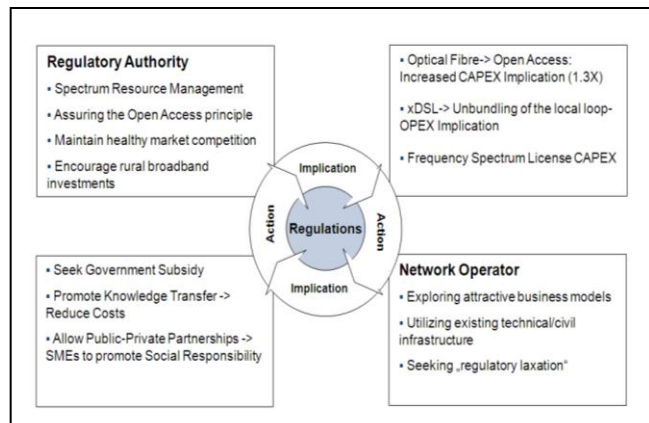 Regulatory Authority
▪ Spectrum Resource Management
▪ Assuring the Open Access principle
▪ Maintain healthy market competition
▪ Encourage rural broadband
investments
▪ Optical Fibre-> Open Access:
Increased CAPEX Implication (1.3X)
▪ xDSL-> Unbundling of the local loop-
OPEX Implication
▪ Frequency Spectrum License CAPEX
Implication
Action
Regulations
Action
Implication
▪ Seek Government Subsidy
▪ Promote Knowledge Transfer ->
Reduce Costs
▪ Allow Public-Private Partnerships ->
SMEs to promote Social Responsibility
Network Operator
▪ Exploring attractive business models
▪ Utilizing existing technical/civil
infrastructure
▪ Seeking „regulatory laxation“